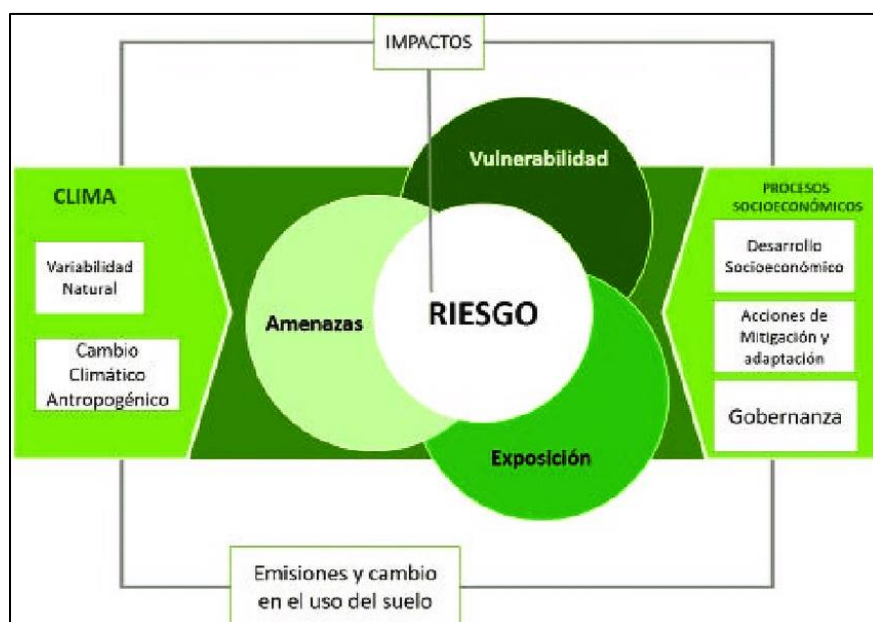 IMPACTOS
Vulnerabilidad
CLIMA
Variabilidad
Natural
Cambio
Climático
Antropogénico
Amenazas
RIESGO
Exposición
PROCESOS
SOCIOECONÓMICOS
Desarrollo
Socioeconómico
Acciones de
Mitigación y
adaptación
Gobernanza
Emisiones y cambio
en el uso del suelo